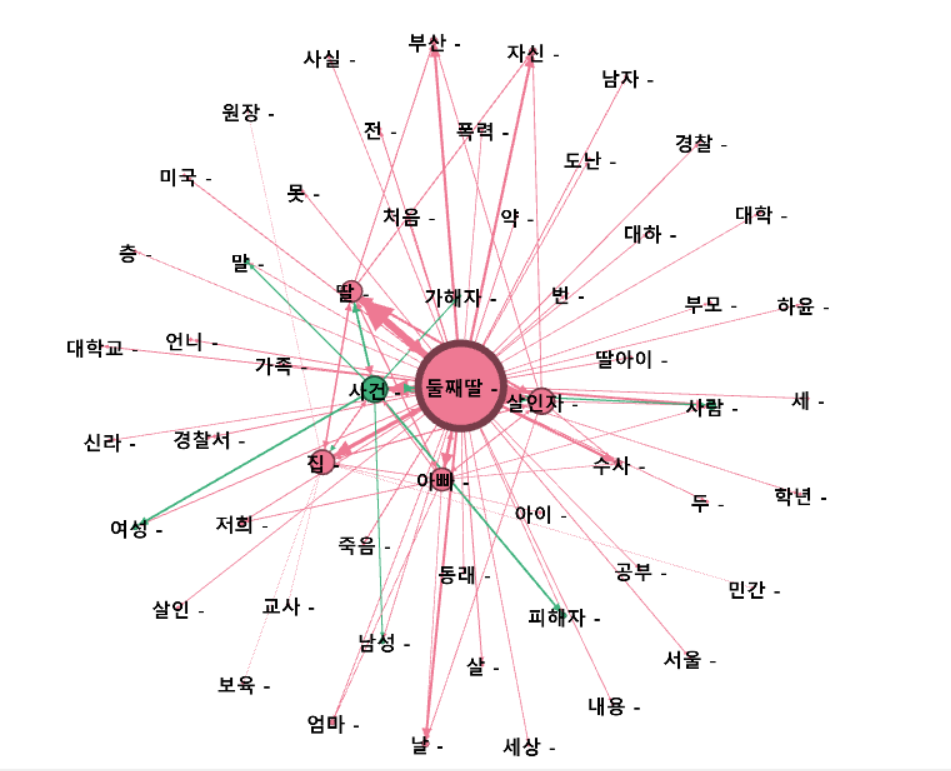 부산 -
자신 -
사실 -
남자 -
원장 -
전 -
폭력 -
경찰 -
도난 -
미국 -
못 -
처음 -
약 -
대학 -
대하 -
층 -
말 -
딸 -
가해자 -
번 -
부모 -
하윤 -
대학교 -
언니 -
가족 -
딸아이 -
사건 -
둘째딸 -
살인자 -
사람 -
세 -
신라 -
경찰서 -
집 -
수사 -
아빠 -
두 -
학년 -
여성 -
저희 -
아이 -
죽음 -
동래 -
공부 -
민간 -
살인 -
교사 -
피해자 -
남성 -
살 -
서울 -
보육 -
내용 -
엄마 -
날 -
세상 -